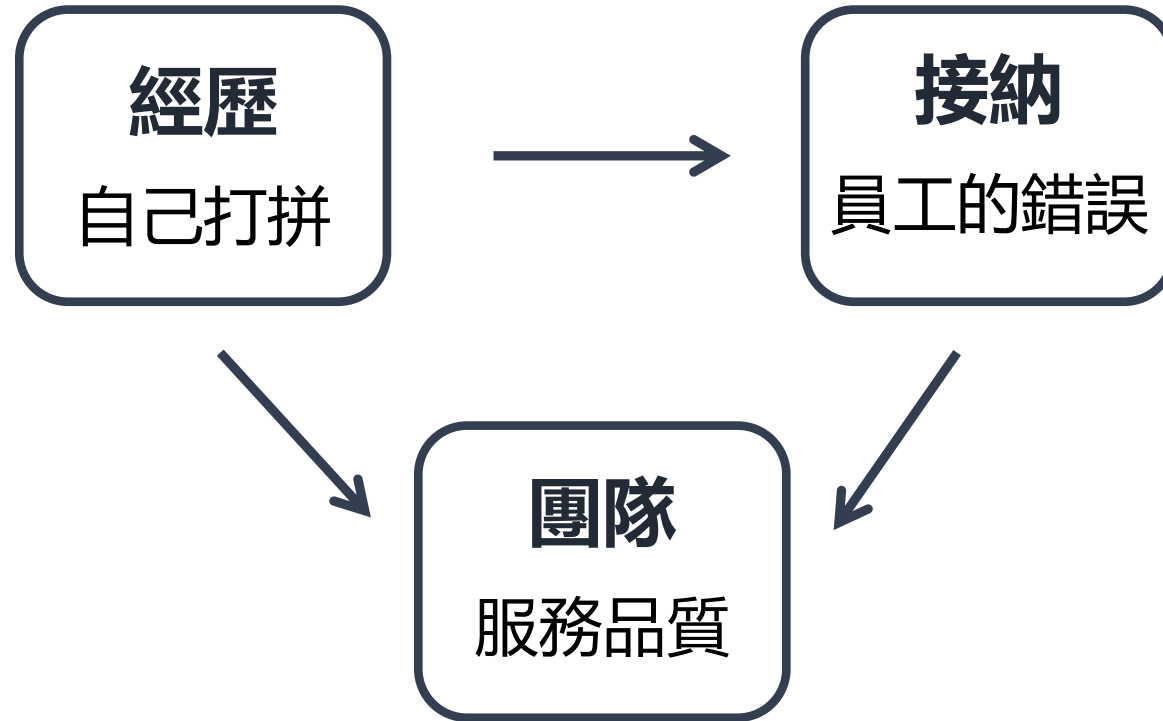 經歷
自己打拼
接納
員工的錯誤
團隊
服務品質